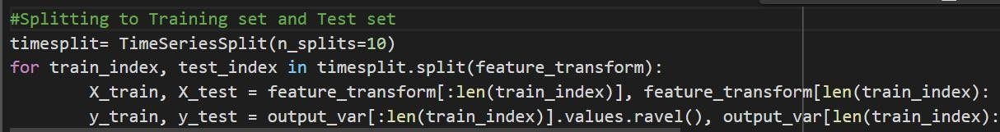 #Splitting to Training set and Test set
timesplit= TimeSeriesSplit(n_splits=10)
for train_index, test_index in timesplit.split(feature_transform):
        X_train, X_test = feature_transform[:len(train_index)], feature_transform[len(train_index):
        y_train, y_test = output_var[:len(train_index)].values.ravel(), output_var[len(train_index):